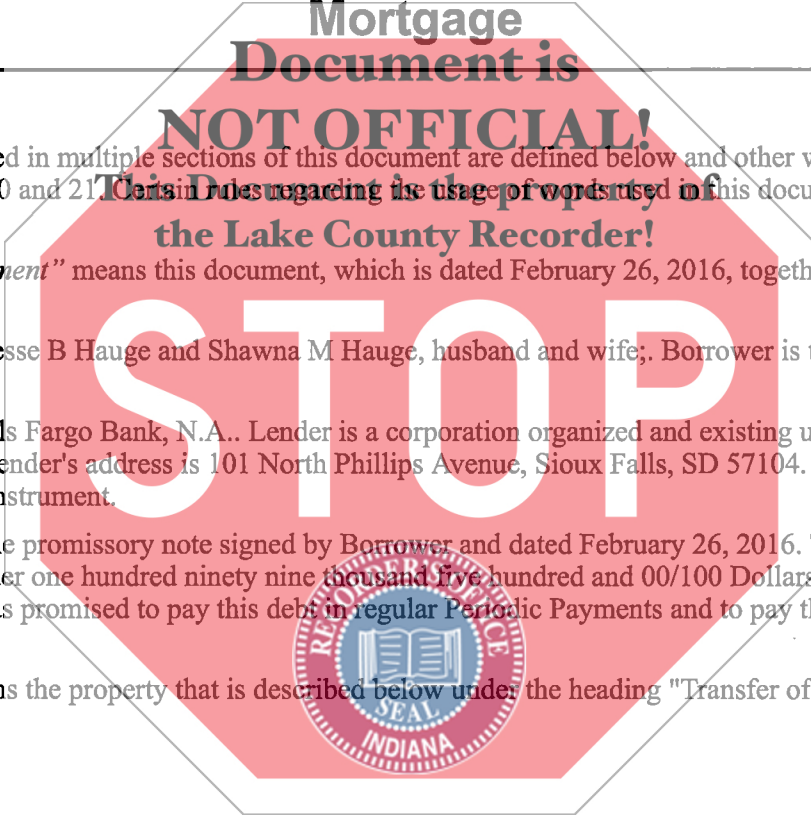 Mortgage
Document is
NOT OFFICIAL!
ed in multiple sections of this document are defined below and other w
0 and 21. Certain rules regarding the usage of words used in this docu
This Document is the property of
the Lake County Recorder!
ment" means this document, which is dated February 26, 2016, togeth
esse B Hauge and Shawna M Hauge, husband and wife;. Borrower is t
STOP
ls Fargo Bank, N.A.. Lender is a corporation organized and existing u
ender's address is 101 North Phillips Avenue, Sioux Falls, SD 57104.
nstrument.
e promissory note signed by Borrower and dated February 26, 2016.
er one hundred ninety nine thousand five hundred and 00/100 Dollars
s promised to pay this debt in regular Periodic Payments and to pay th
RECORDER'S OFFICE
SEAL
INDIANA
ns the property that is described below under the heading "Transfer of